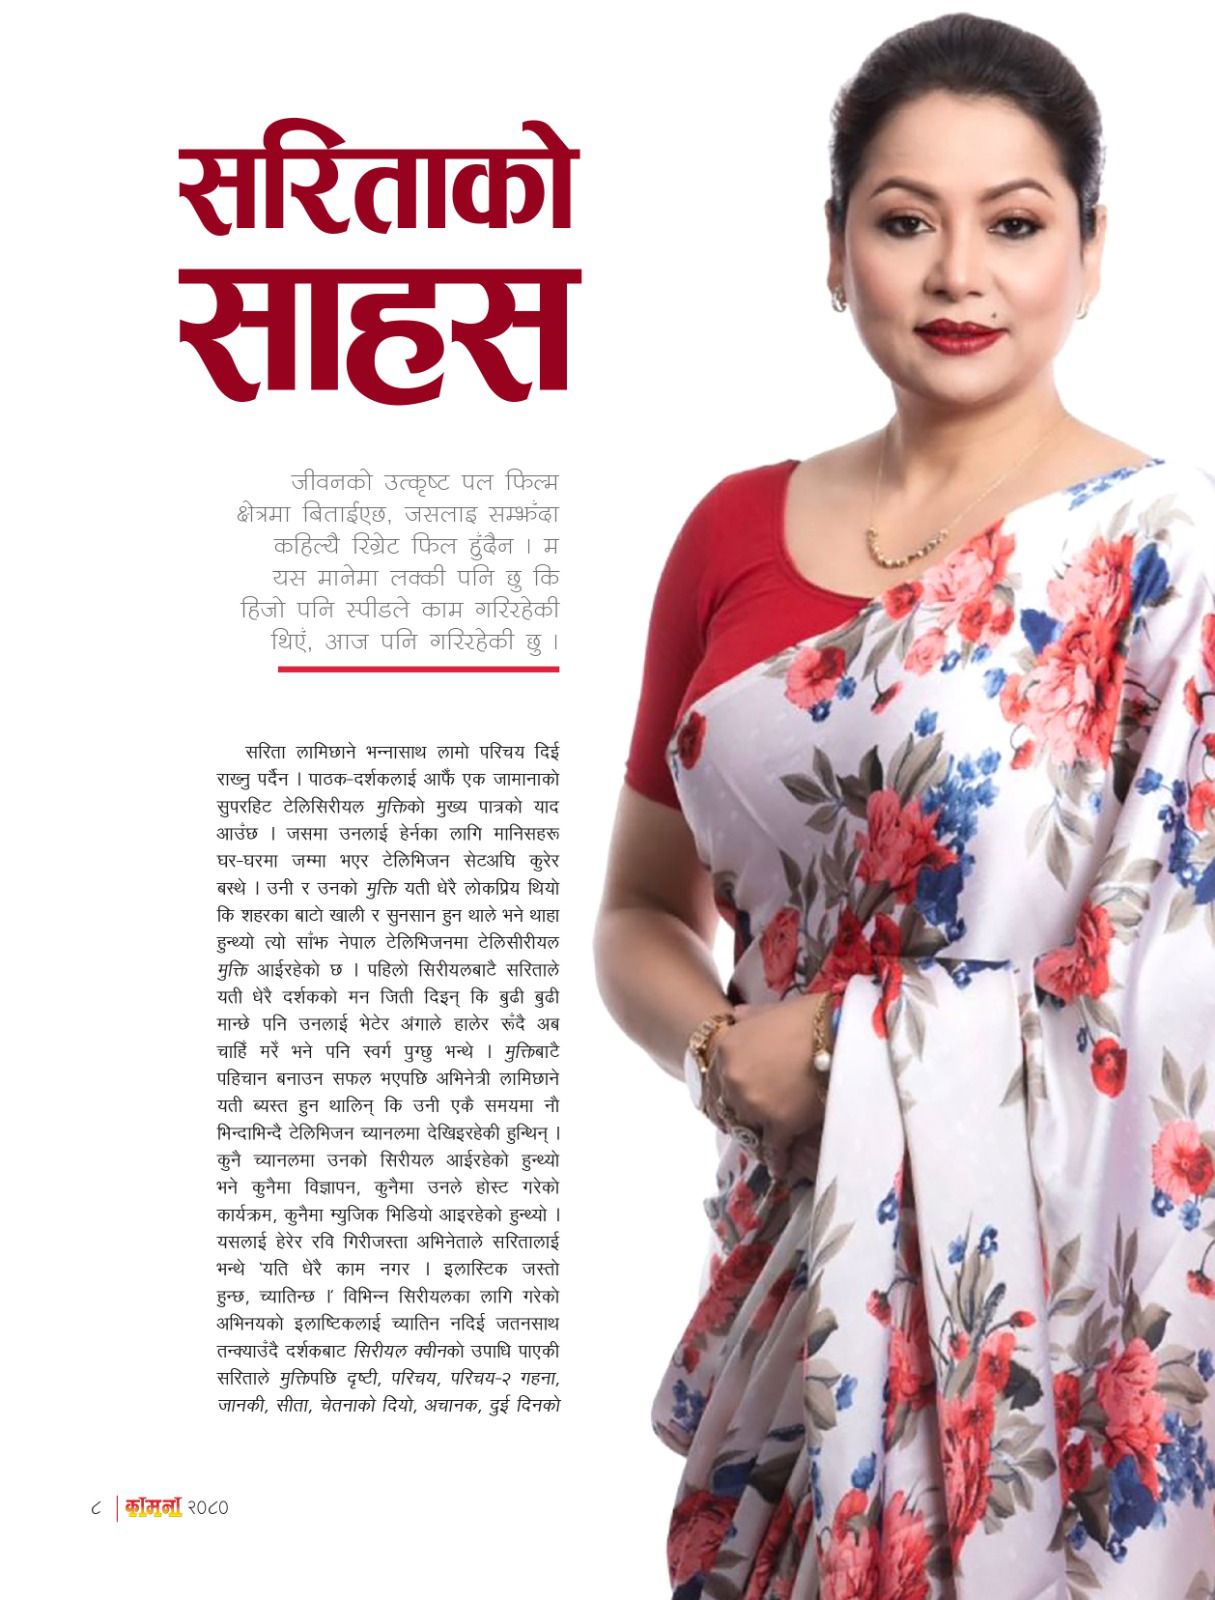 सरिताको
साहस
जीवनको उत्कृष्ट पल फिल्म
क्षेत्रमा बिताईएछ, जसलाइ सम्झँदा
कहिल्यै रिग्रेट फिल हुँदैन । म
यस मानेमा लक्की पनि छु कि
हिजो पनि स्पीडले काम गरिरहेकी
थिएँ, आज पनि गरिरहेकी छु ।
सरिता लामिछाने भन्नासाथ लामो परिचय दिई
राख्नु पर्दैन । पाठक-दर्शकलाई आफैँ एक जामानाको
सुपरहिट टेलिसिरीयल मुक्तिको मुख्य पात्रको याद
आउँछ । जसमा उनलाई हेर्नका लागि मानिसहरू
घर-घरमा जम्मा भएर टेलिभिजन सेटअघि कुरेर
बस्थे । उनी र उनको मुक्ति यती धेरै लोकप्रिय थियो
कि शहरका बाटो खाली र सुनसान हुन थाले भने थाहा
हुन्थ्यो त्यो साँझ नेपाल टेलिभिजनमा टेलिसीरीयल
मुक्ति आईरहेको छ । पहिलो सिरीयलबाटै सरिताले
यती धेरै दर्शकको मन जिती दिइन् कि बुढी बुढी
मान्छे पनि उनलाई भेटेर अंगाले हालेर रूँदै अब
चाहिँ मरेँ भने पनि स्वर्ग पुग्छु भन्थे । मुक्तिबाटै
पहिचान बनाउन सफल भएपछि अभिनेत्री लामिछाने
यती ब्यस्त हुन थालिन् कि उनी एकै समयमा नौ
भिन्दाभिन्दै टेलिभिजन च्यानलमा देखिइरहेकी हुन्थिन् ।
कुनै च्यानलमा उनको सिरीयल आईरहेको हुन्थ्यो
भने कुनैमा विज्ञापन, कुनैमा उनले होस्ट गरेको
कार्यक्रम, कुनैमा म्युजिक भिडियो आइरहेको हुन्थ्यो ।
यसलाई हेरेर रवि गिरीजस्ता अभिनेताले सरितालाई
भन्थे 'यति धेरै काम नगर । इलास्टिक जस्तो
हुन्छ, च्यातिन्छ ।' विभिन्न सिरीयलका लागि गरेको
अभिनयको इलाष्टिकलाई च्यातिन नदिई जतनसाथ
तन्क्याउँदै दर्शकबाट सिरीयल क्वीनको उपाधि पाएकी
सरिताले मुक्तिपछि दृष्टी, परिचय, परिचय-२ गहना,
जानकी, सीता, चेतनाको दियो, अचानक, दुई दिनको
८ | कामना २०८०